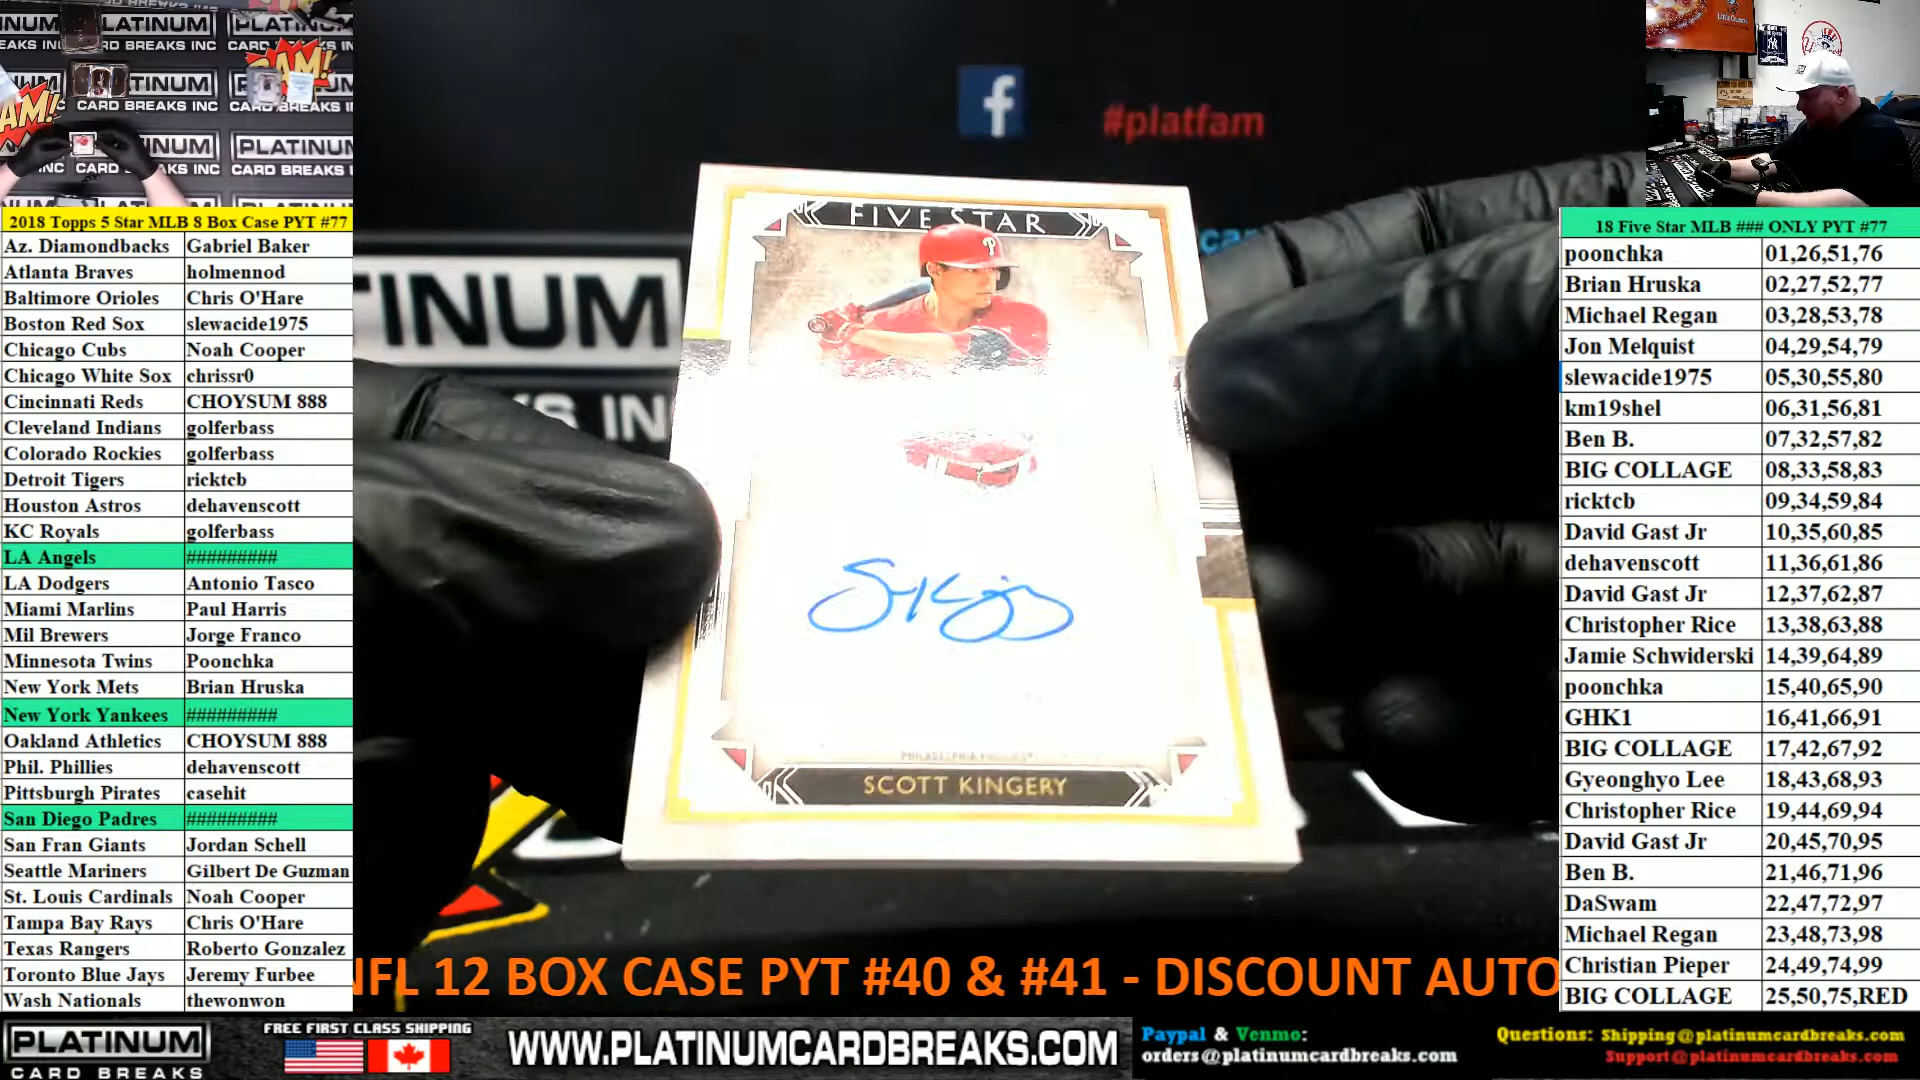 2018 Topps 5 Star MLB 8 Box Case PYT #77
Az. Diamondbacks Gabriel Baker
Atlanta Braves holmennod
Baltimore Orioles Chris O'Hare
Boston Red Sox slewacide1975
Chicago Cubs Noah Cooper
Chicago White Sox chrissr0
Cincinnati Reds CHOYSUM 888
Cleveland Indians golferbass
Colorado Rockies golferbass
Detroit Tigers ricktcb
Houston Astros dehavenscott
KC Royals golferbass
LA Angels #########
LA Dodgers Antonio Tasco
Miami Marlins Paul Harris
Mil Brewers Jorge Franco
Minnesota Twins Poonchka
New York Mets Brian Hruska
New York Yankees #########
Oakland Athletics CHOYSUM 888
Phil. Phillies dehavenscott
Pittsburgh Pirates casehit
San Diego Padres #########
San Fran Giants Jordan Schell
Seattle Mariners Gilbert De Guzman
St. Louis Cardinals Noah Cooper
Tampa Bay Rays Chris O'Hare
Texas Rangers Roberto Gonzalez
Toronto Blue Jays Jeremy Furbee
Wash Nationals thewonwon
#platfam
FIVE STAR
SCOTT KINGERY
18 Five Star MLB ### ONLY PYT #77
poonchka 01,26,51,76
Brian Hruska 02,27,52,77
Michael Regan 03,28,53,78
Jon Melquist 04,29,54,79
slewacide1975 05,30,55,80
km19shel 06,31,56,81
Ben B. 07,32,57,82
BIG COLLAGE 08,33,58,83
ricktcb 09,34,59,84
David Gast Jr 10,35,60,85
dehavenscott 11,36,61,86
David Gast Jr 12,37,62,87
Christopher Rice 13,38,63,88
Jamie Schwiderski 14,39,64,89
poonchka 15,40,65,90
GHK1 16,41,66,91
BIG COLLAGE 17,42,67,92
Gyeonghyo Lee 18,43,68,93
Christopher Rice 19,44,69,94
David Gast Jr 20,45,70,95
Ben B. 21,46,71,96
DaSwam 22,47,72,97
Michael Regan 23,48,73,98
Christian Pieper 24,49,74,99
BIG COLLAGE 25,50,75,RED
NFL 12 BOX CASE PYT #40 & #41 - DISCOUNT AUTO
PLATINUM
CARD BREAKS
FREE FIRST CLASS SHIPPING
WWW.PLATINUMCARDBREAKS.COM
Paypal & Venmo:
orders@platinumcardbreaks.com
Questions: Shipping@platinumcardbreaks.com
Support@platinumcardbreaks.com